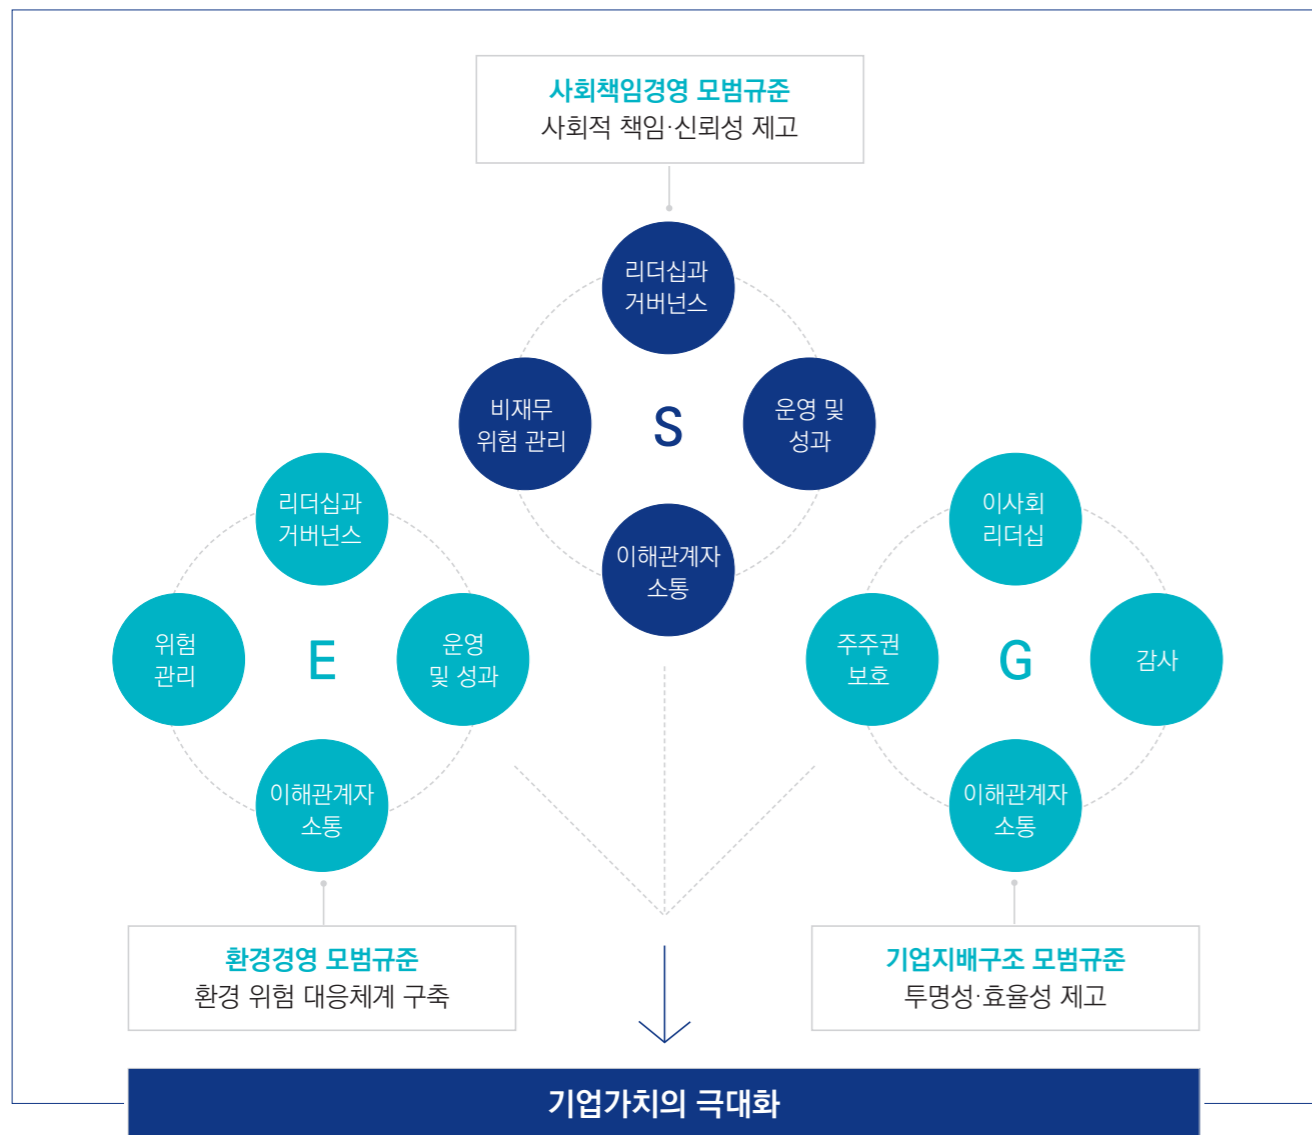 사회책임경영 모범규준
사회적 책임·신뢰성 제고
리더십과
거버넌스
비재무
위험 관리
S
운영 및
성과
이해관계자
소통
리더십과
거버넌스
위험
관리
E
운영
및 성과
이해관계자
소통
이사회
리더십
주주권
보호
G
감사
이해관계자
소통
환경경영 모범규준
환경 위험 대응체계 구축
기업지배구조 모범규준
투명성·효율성 제고
기업가치의 극대화